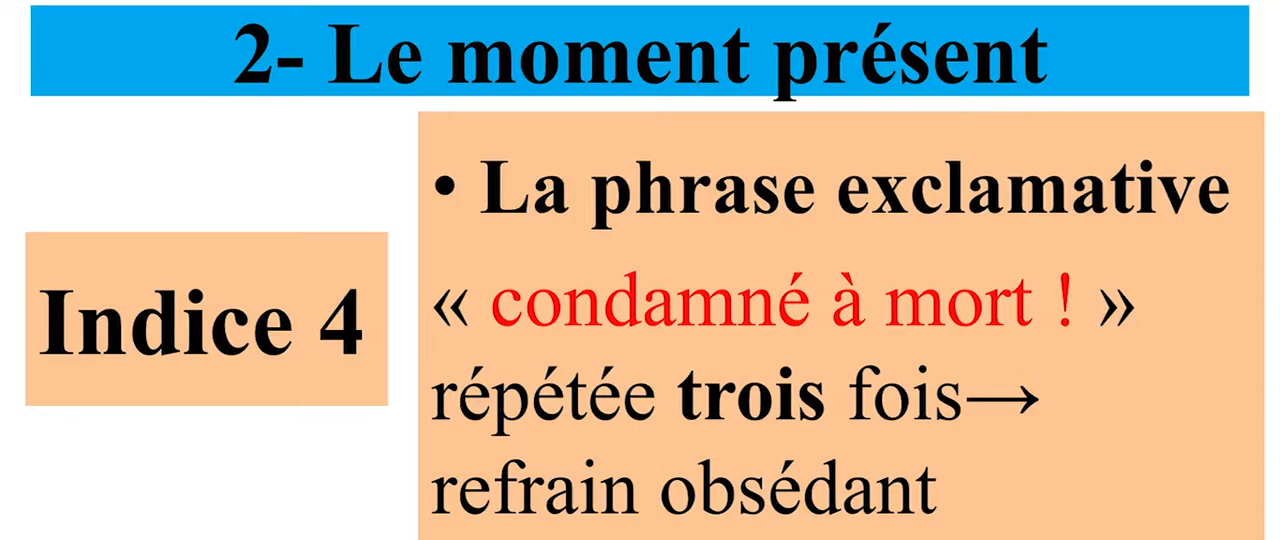 2- Le moment présent
Indice 4
• La phrase exclamative
« condamné à mort ! »
répétée trois fois→
refrain obsédant